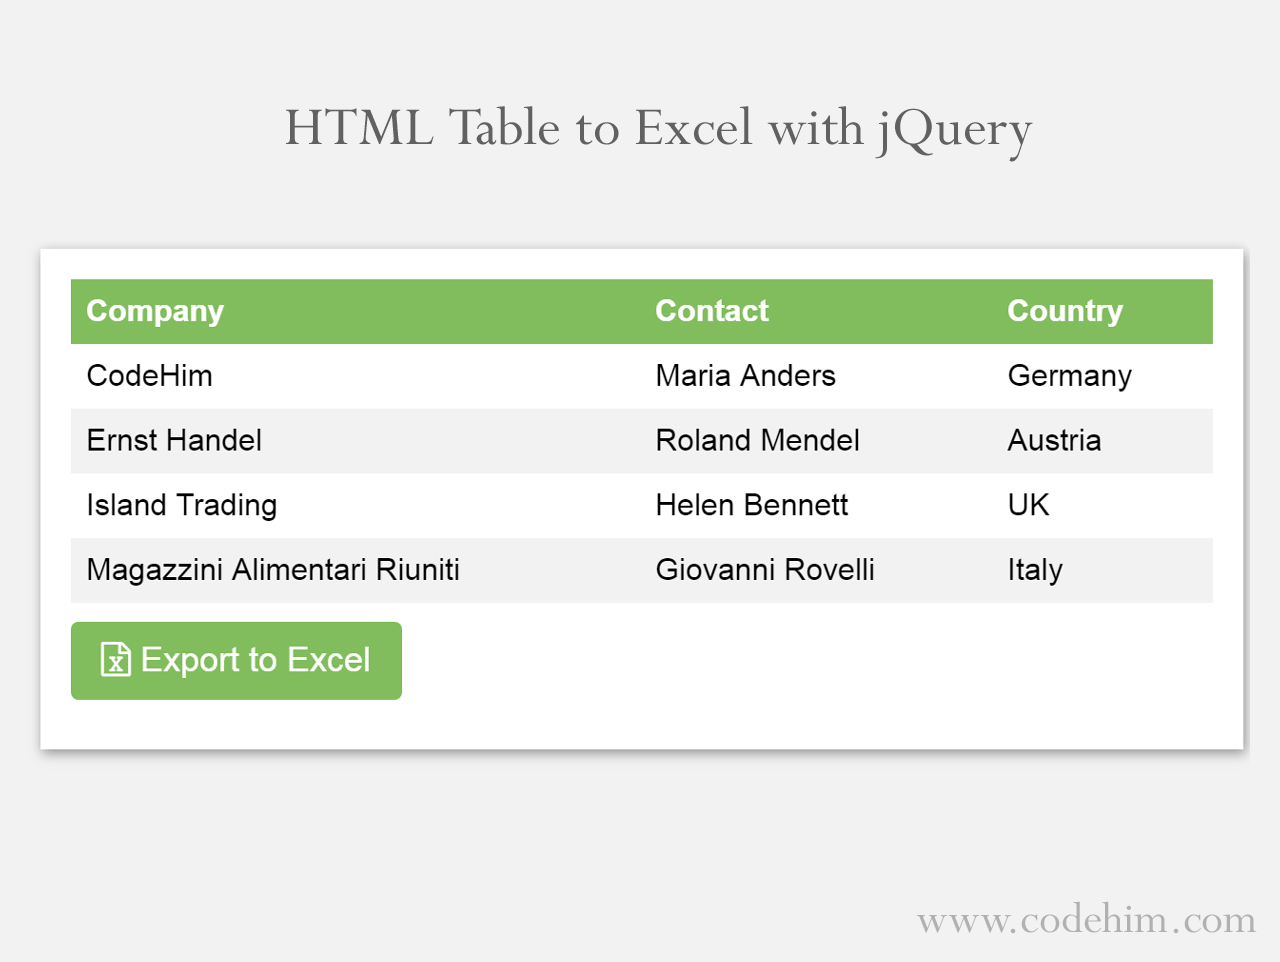 HTML Table to Excel with jQuery
Company Contact Country
CodeHim Maria Anders Germany
Ernst Handel Roland Mendel Austria
Island Trading Helen Bennett UK
Magazzini Alimentari Riuniti Giovanni Rovelli Italy
Export to Excel
www.codehim.com